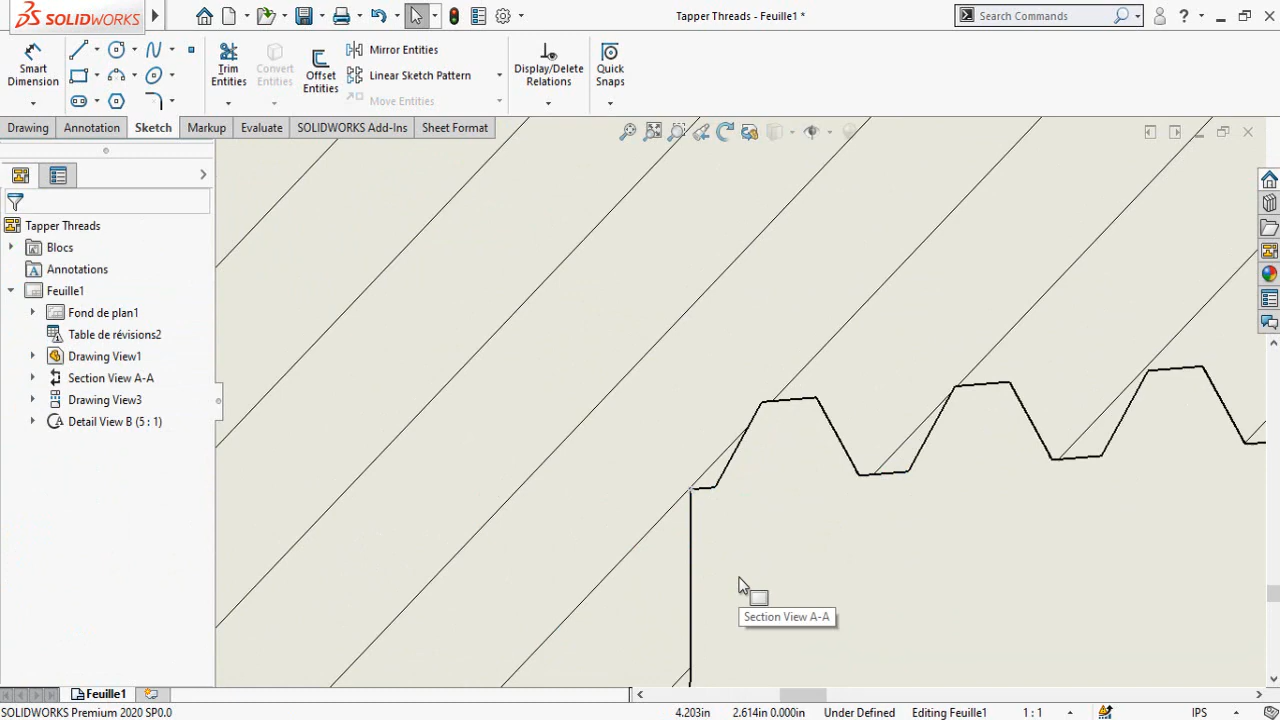 SOLIDWORKS
Tapper Threads - Feuille1 *
Search Commands
Smart Dimension
Trim Entities
Convert Entities
Offset Entities
Mirror Entities
Linear Sketch Pattern
Move Entities
Display/Delete Relations
Quick Snaps
Drawing
Annotation
Sketch
Markup
Evaluate
SOLIDWORKS Add-Ins
Sheet Format
Tapper Threads
Blocs
Annotations
Feuille1
Fond de plan1
Table de révisions2
Drawing View1
Section View A-A
Drawing View3
Detail View B (5 : 1)
Section View A-A
Feuille1
SOLIDWORKS Premium 2020 SP0.0
4.203in
2.614in 0.000in
Under Defined
Editing Feuille1
1 : 1
IPS